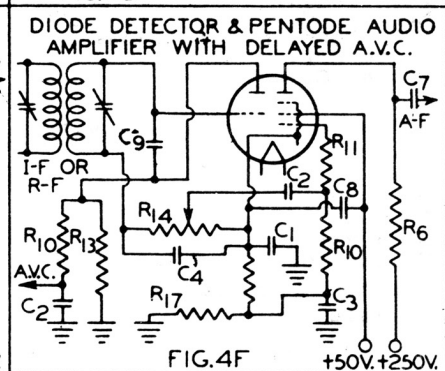 DIODE DETECTOR & PENTODE AUDIO
AMPLIFIER WITH DELAYED A.V.C.
C7
A-F
C9
R11
I-F OR
R-F
C2
C8
R14
R6
R10
R13
C1
R10
A.V.C.
C4
C2
R17
C3
FIG.4F
+50V.
+250V.